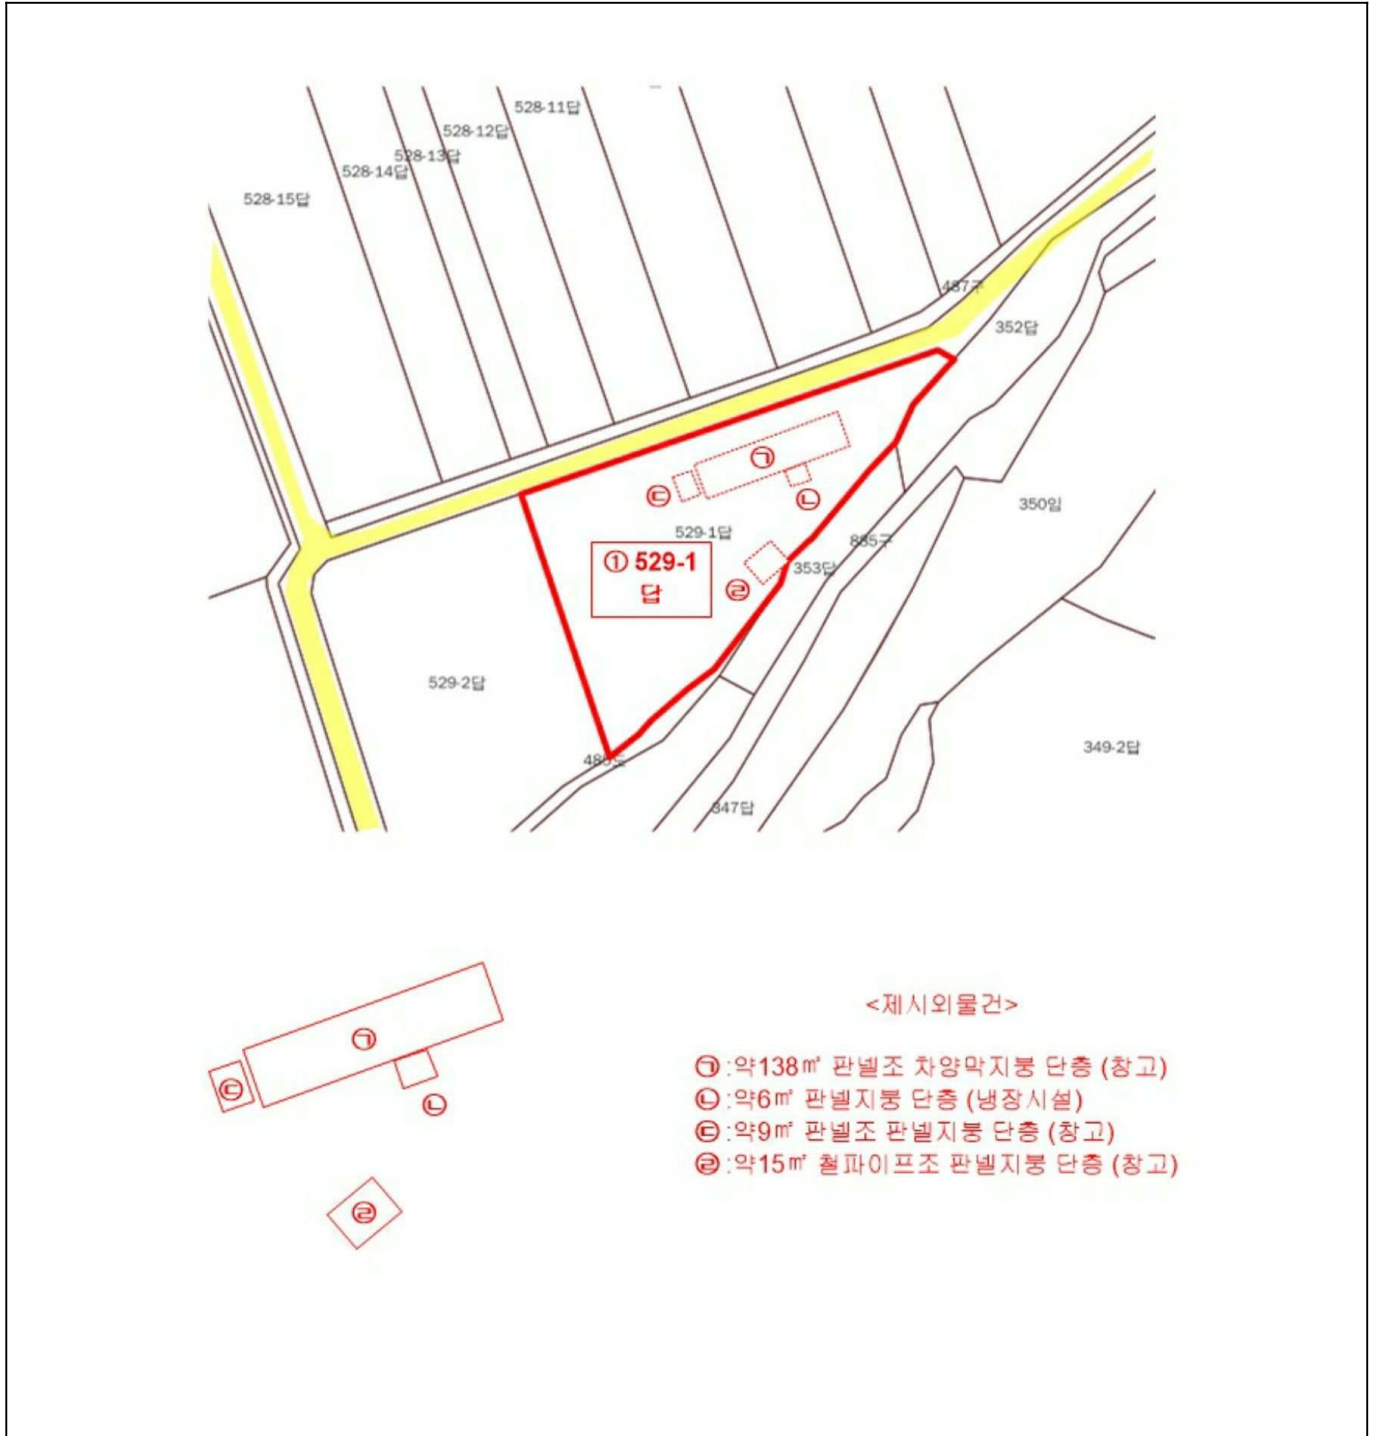 528-11답
528-12답
528-13답
528-14답
528-15답
487구
352답
㉠
㉢
㉡
350임
529-1답
885구
① 529-1
답
353답
㉣
529-2답
349-2답
347답
㉠
㉢
㉡
㉣
<제시외물건>
㉠:약138㎡ 판넬조 차양막지붕 단층 (창고)
㉡:약6㎡ 판넬지붕 단층 (냉장시설)
㉢:약9㎡ 판넬조 판넬지붕 단층 (창고)
㉣:약15㎡ 철파이프조 판넬지붕 단층 (창고)